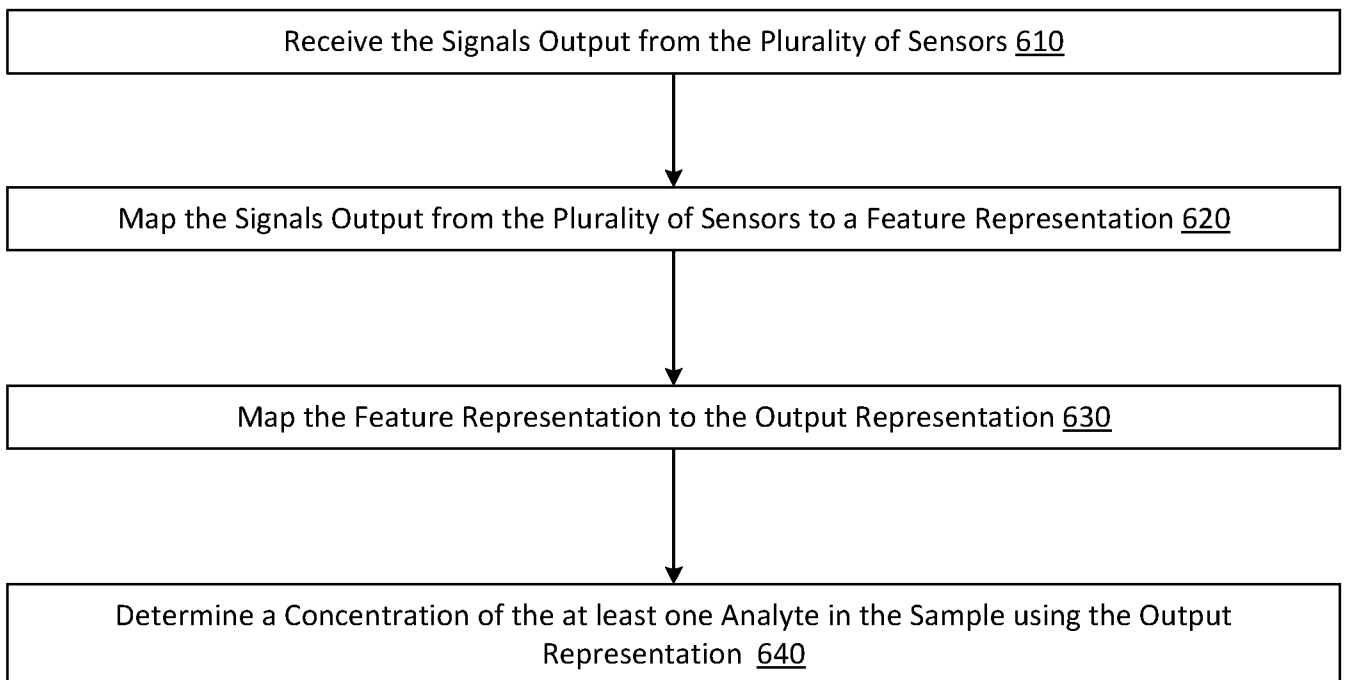 Receive the Signals Output from the Plurality of Sensors 610
Map the Signals Output from the Plurality of Sensors to a Feature Representation 620
Map the Feature Representation to the Output Representation 630
Determine a Concentration of the at least one Analyte in the Sample using the Output
Representation 640